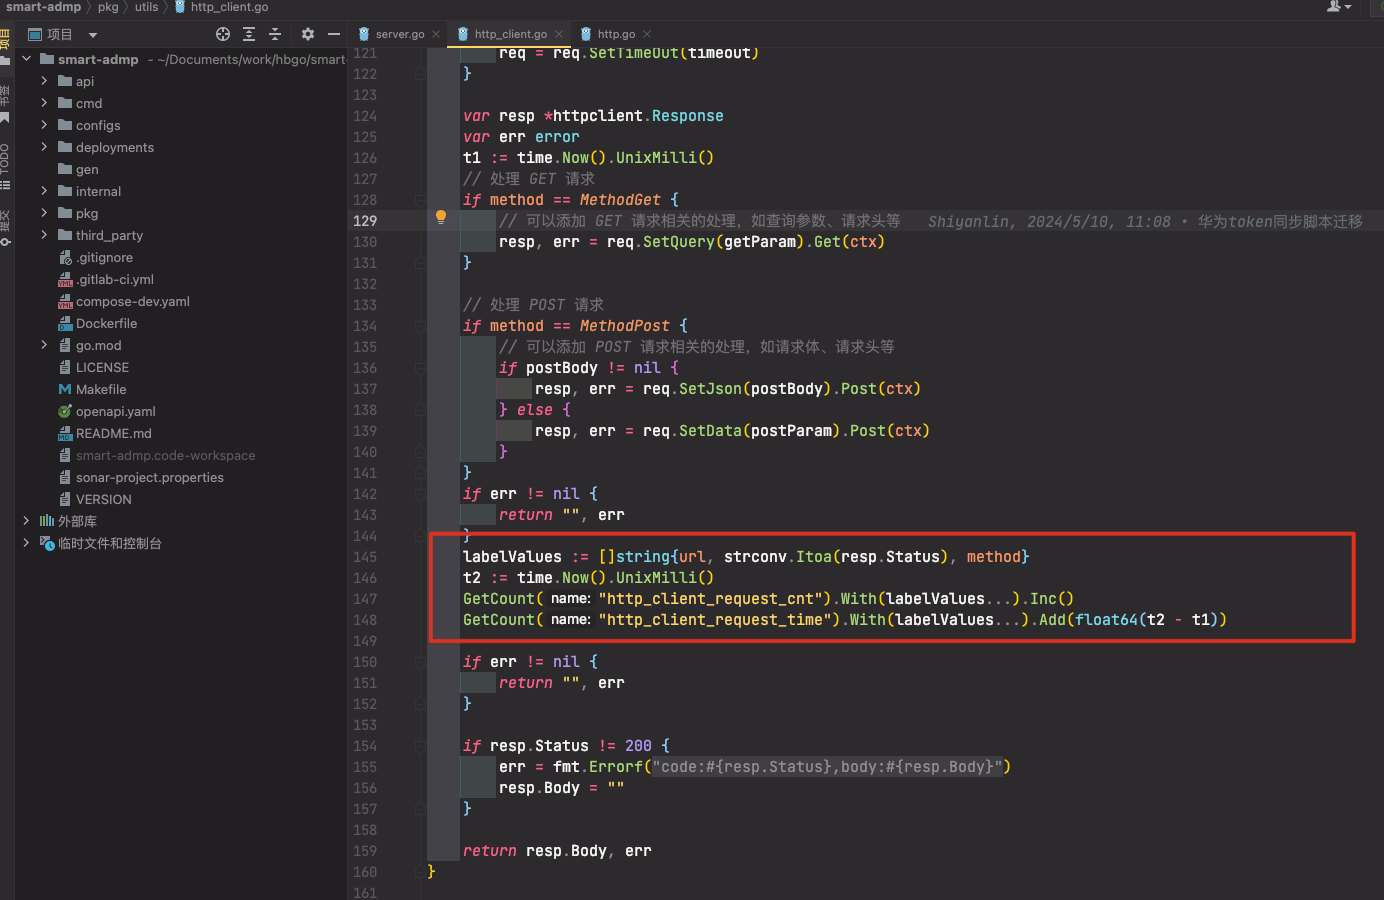 smart-admp 〉 pkg 〉 utils 〉 http_client.go
项目
server.go
http_client.go
http.go
项目
书签
TODO
提交
smart-admp - ~/Documents/work/hbgo/smart-
api
cmd
configs
deployments
gen
internal
pkg
third_party
.gitignore
.gitlab-ci.yml
compose-dev.yaml
Dockerfile
go.mod
LICENSE
Makefile
openapi.yaml
README.md
smart-admp.code-workspace
sonar-project.properties
VERSION
外部库
临时文件和控制台
121 req = req.SetTimeOut(timeout)
122 }
123
124 var resp *httpclient.Response
125 var err error
126 t1 := time.Now().UnixMilli()
127 // 处理 GET 请求
128 if method == MethodGet {
129 // 可以添加 GET 请求相关的处理，如查询参数、请求头等 Shiyanlin, 2024/5/10, 11:08 • 华为token同步脚本迁移
130 resp, err = req.SetQuery(getParam).Get(ctx)
131 }
132
133 // 处理 POST 请求
134 if method == MethodPost {
135 // 可以添加 POST 请求相关的处理，如请求体、请求头等
136 if postBody != nil {
137 resp, err = req.SetJson(postBody).Post(ctx)
138 } else {
139 resp, err = req.SetData(postParam).Post(ctx)
140 }
141 }
142 if err != nil {
143 return "", err
144 }
145 labelValues := []string{url, strconv.Itoa(resp.Status), method}
146 t2 := time.Now().UnixMilli()
147 GetCount( name: "http_client_request_cnt").With(labelValues...).Inc()
148 GetCount( name: "http_client_request_time").With(labelValues...).Add(float64(t2 - t1))
149
150 if err != nil {
151 return "", err
152 }
153
154 if resp.Status != 200 {
155 err = fmt.Errorf("code:#{resp.Status},body:#{resp.Body}")
156 resp.Body = ""
157 }
158
159 return resp.Body, err
160 }
161